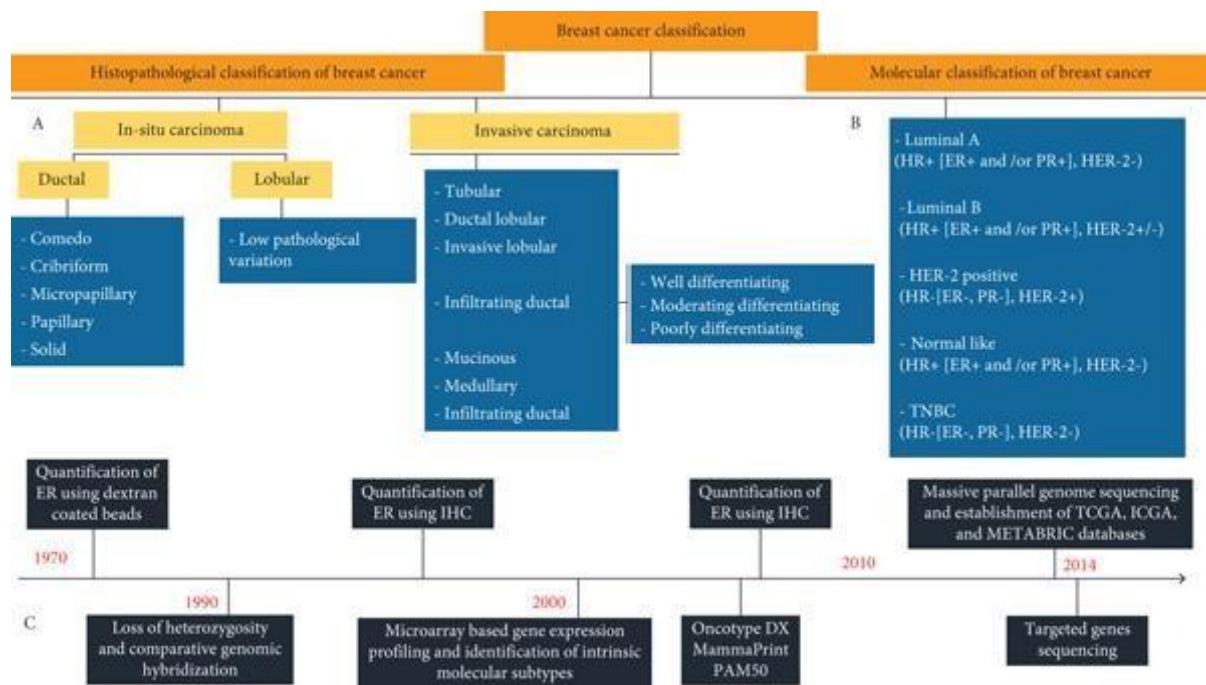 Breast cancer classification
Histopathological classification of breast cancer
Molecular classification of breast cancer
A
In-situ carcinoma
Invasive carcinoma
B
Ductal
Lobular
- Comedo
- Cribriform
- Micropapillary
- Papillary
- Solid
- Low pathological
variation
- Tubular
- Ductal lobular
- Invasive lobular
- Infiltrating ductal
- Mucinous
- Medullary
- Infiltrating ductal
- Well differentiating
- Moderating differentiating
- Poorly differentiating
- Luminal A
(HR+ [ER+ and /or PR+], HER-2-)
-Luminal B
(HR+ [ER+ and /or PR+], HER-2+/-)
-HER-2 positive
(HR-[ER-, PR-], HER-2+)
- Normal like
(HR+ [ER+ and /or PR+], HER-2-)
- TNBC
(HR-[ER-, PR-], HER-2-)
Quantification of
ER using dextran
coated beads
Quantification of
ER using IHC
Quantification of
ER using IHC
Massive parallel genome sequencing
and establishment of TCGA, ICGA,
and METABRIC databases
1970
2010
2014
1990
2000
C
Loss of heterozygosity
and comparative genomic
hybridization
Microarray based gene expression
profiling and identification of intrinsic
molecular subtypes
Oncotype DX
MammaPrint
PAM50
Targeted genes
sequencing